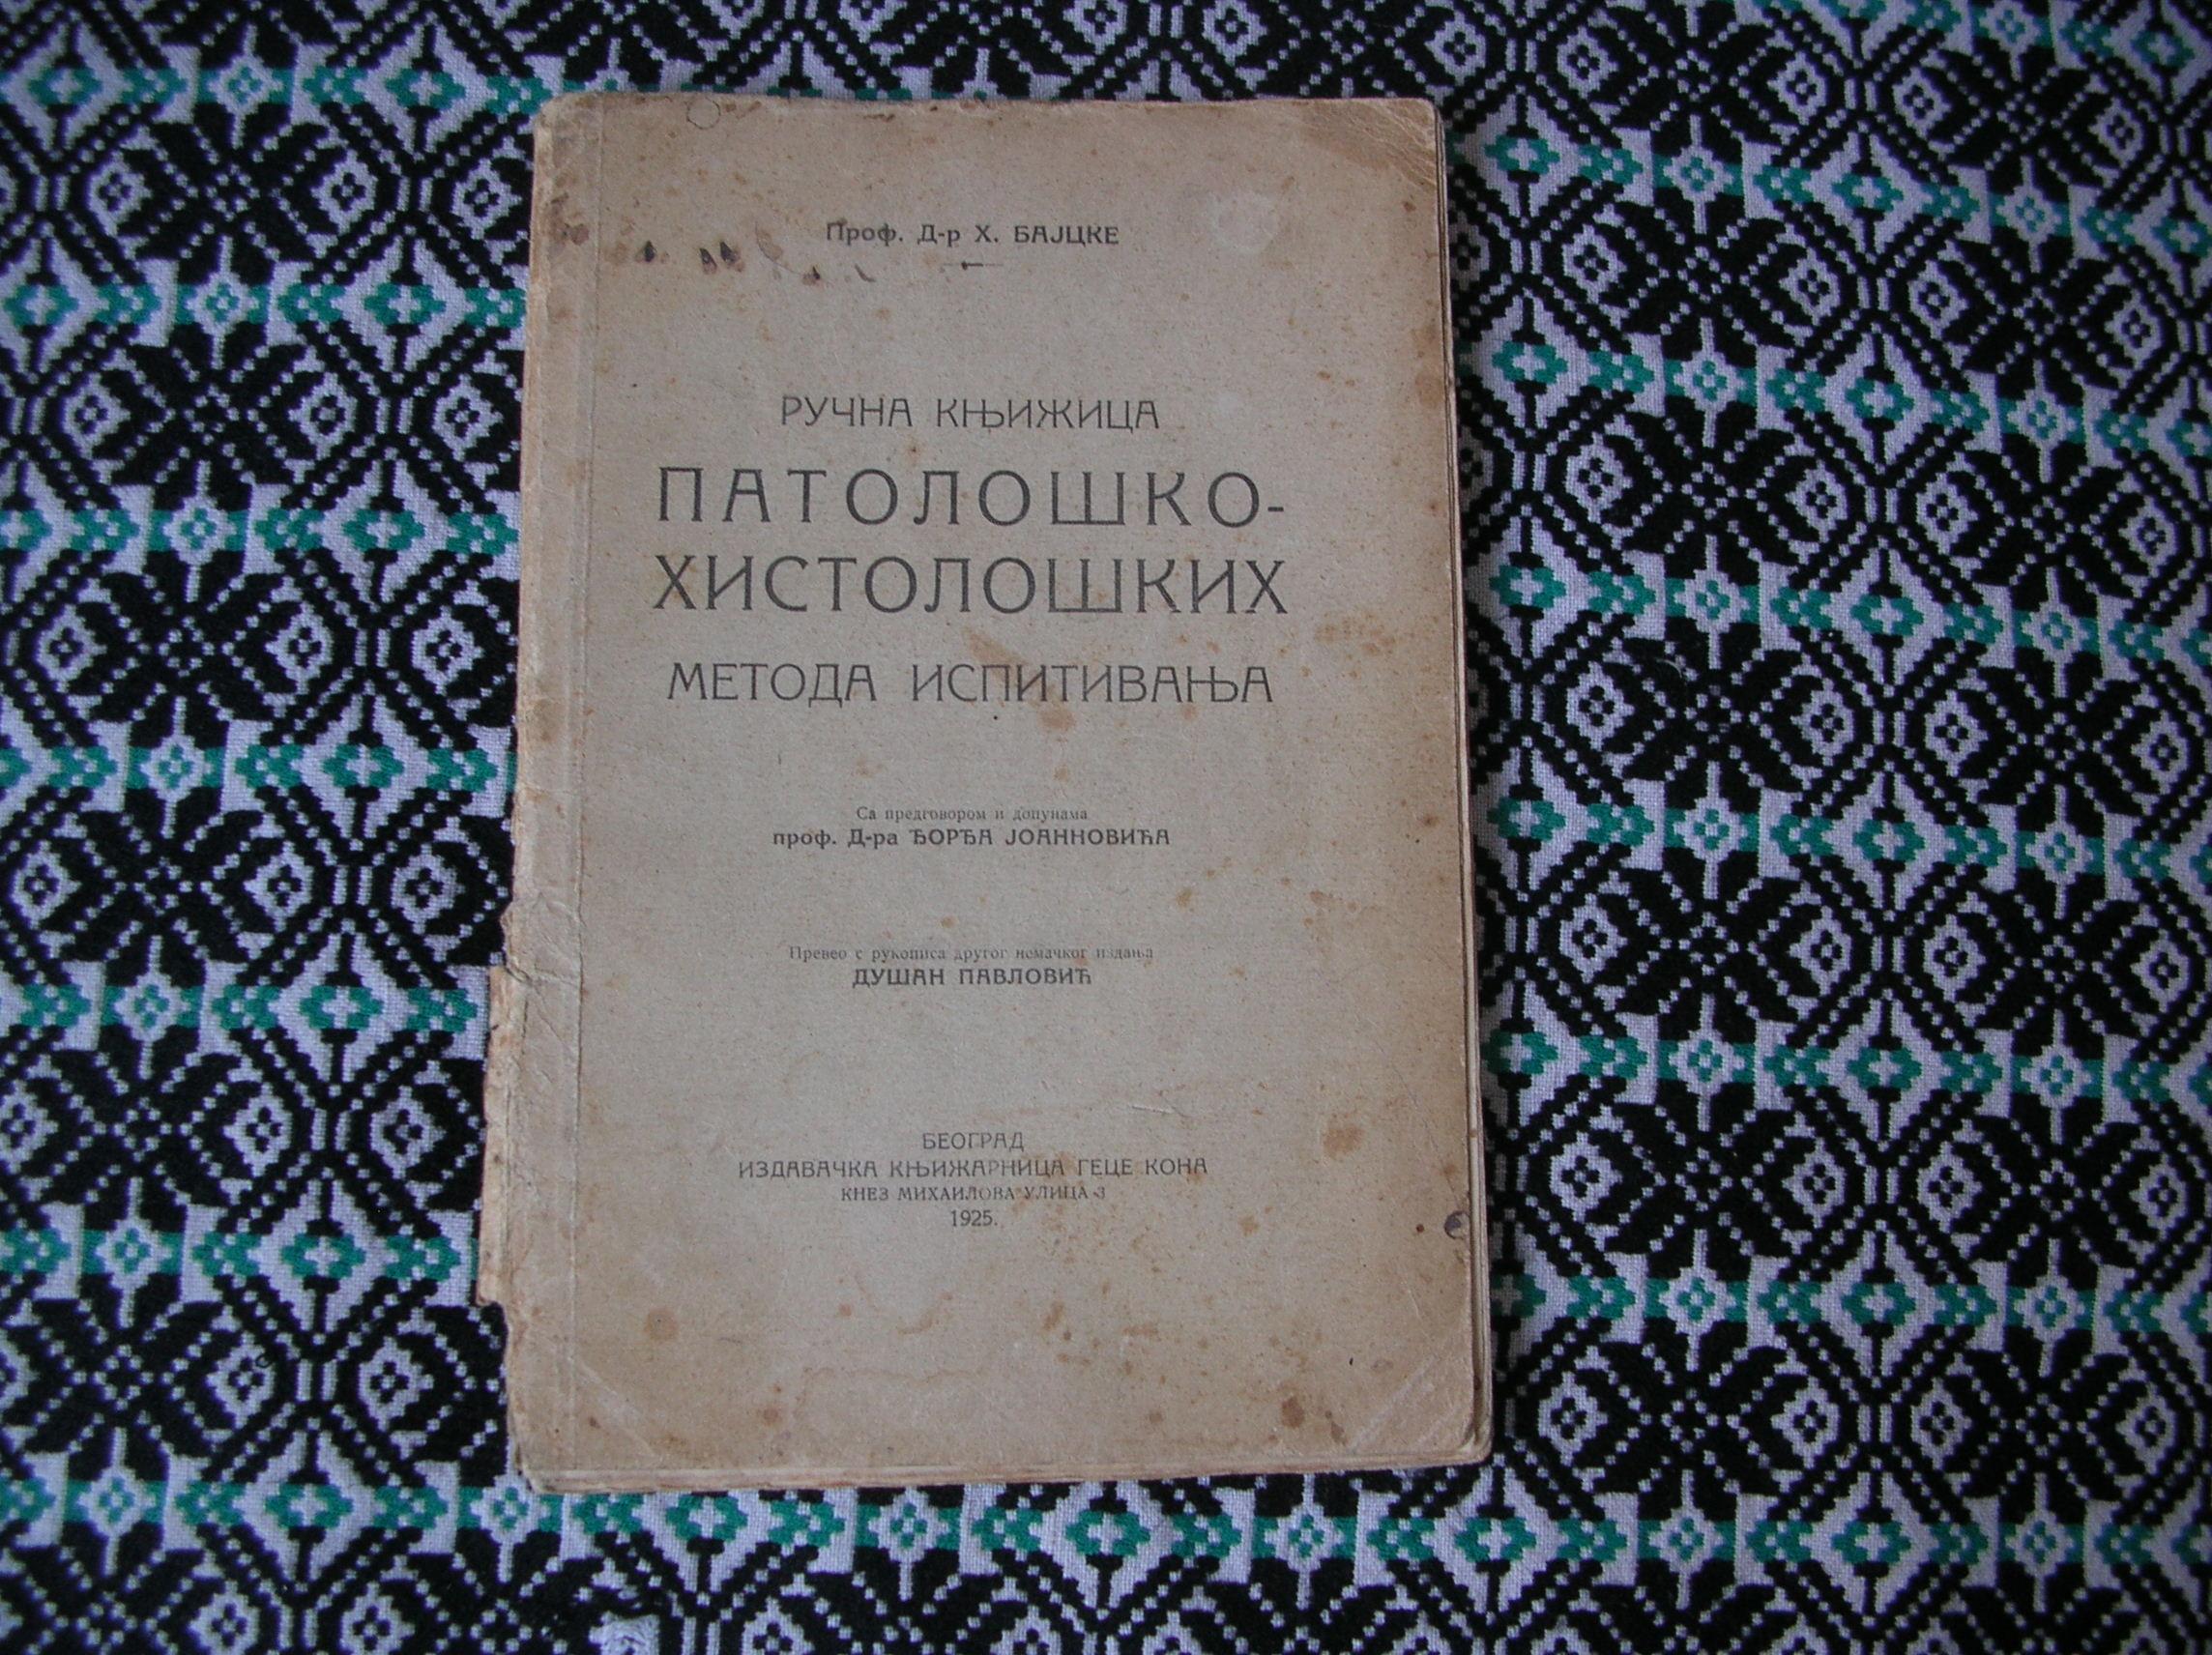 Проф. Д-р Х. БАЈЦКЕ
РУЧНА КЊИЖИЦА
ПАТОЛОШКО-
ХИСТОЛОШКИХ
МЕТОДА ИСПИТИВАЊА
Са предговором и допунама
проф. Д-ра ЂОРЂА ЈОАННОВИЋА
Превео с рукописа другог немачког издања
ДУШАН ПАВЛОВИЋ
БЕОГРАД
ИЗДАВАЧКА КЊИЖАРНИЦА ГЕЦЕ КОНА
КНЕЗ МИХАИЛОВА УЛИЦА 3
1925.